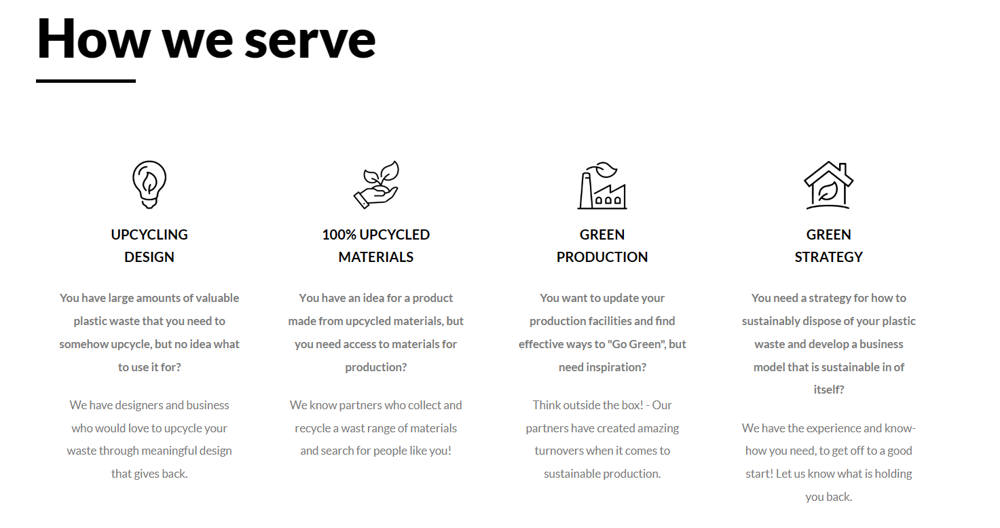 How we serve
UPCYCLING
DESIGN
You have large amounts of valuable
plastic waste that you need to
somehow upcycle, but no idea what
to use it for?
We have designers and business
who would love to upcycle your
waste through meaningful design
that gives back.
100% UPCYCLED
MATERIALS
You have an idea for a product
made from upcycled materials, but
you need access to materials for
production?
We know partners who collect and
recycle a wast range of materials
and search for people like you!
GREEN
PRODUCTION
You want to update your
production facilities and find
effective ways to "Go Green", but
need inspiration?
Think outside the box! - Our
partners have created amazing
turnovers when it comes to
sustainable production.
GREEN
STRATEGY
You need a strategy for how to
sustainably dispose of your plastic
waste and develop a business
model that is sustainable in of
itself?
We have the experience and know-
how you need, to get off to a good
start! Let us know what is holding
you back.